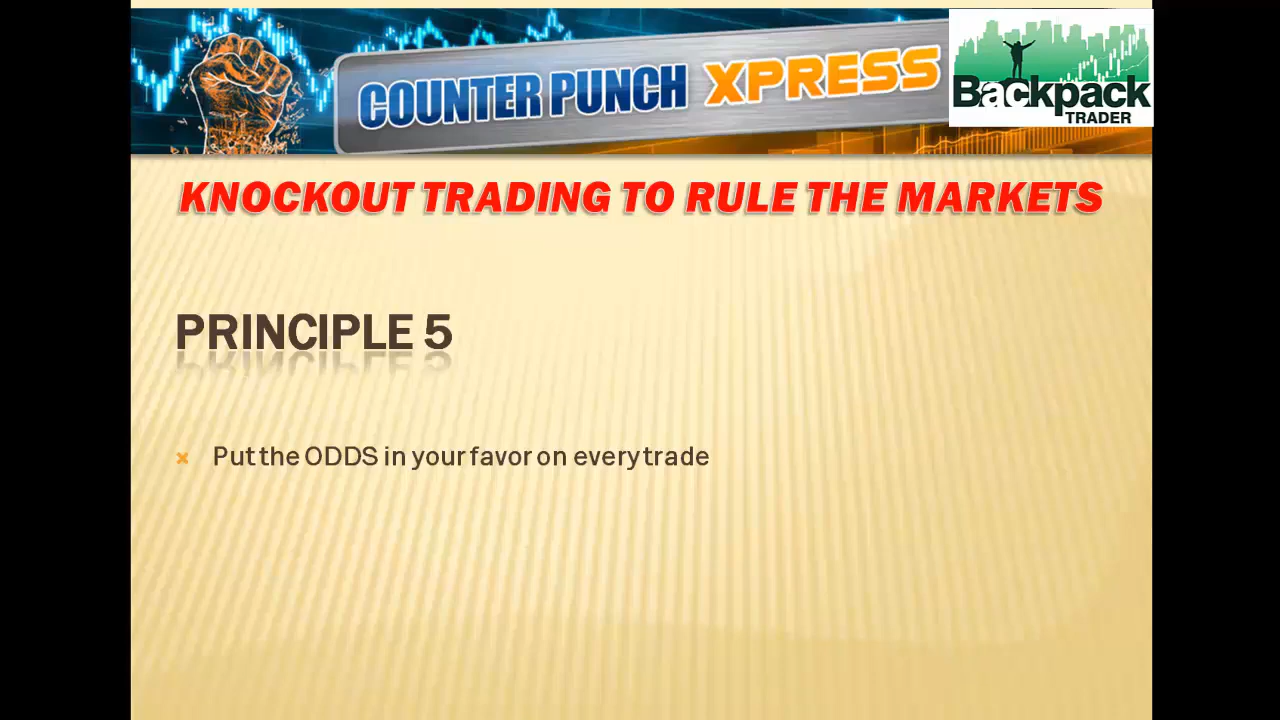 COUNTER PUNCH XPRESS
Backpack
TRADER
KNOCKOUT TRADING TO RULE THE MARKETS
PRINCIPLE 5
Put the ODDS in your favor on every trade